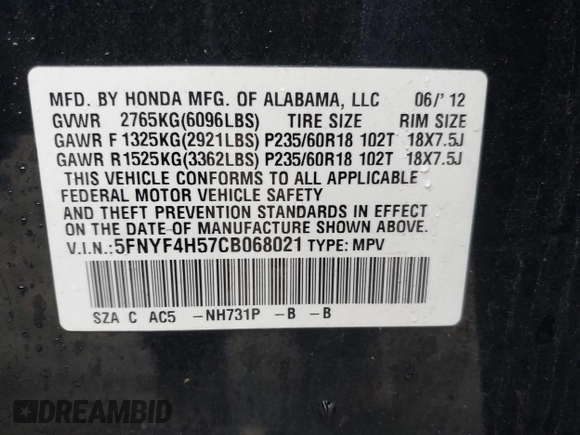 MFD. BY HONDA MFG. OF ALABAMA, LLC 06/'12
GVWR 2765KG(6096LBS) TIRE SIZE RIM SIZE
GAWR F 1325KG(2921LBS) P235/60R18 102T 18X7.5J
GAWR R 1525KG(3362LBS) P235/60R18 102T 18X7.5J
THIS VEHICLE CONFORMS TO ALL APPLICABLE
FEDERAL MOTOR VEHICLE SAFETY
AND THEFT PREVENTION STANDARDS IN EFFECT
ON THE DATE OF MANUFACTURE SHOWN ABOVE.
V.I.N.:5FNYF4H57CB068021 TYPE: MPV
SZA C AC5 -NH731P -B -B
DREAMBID